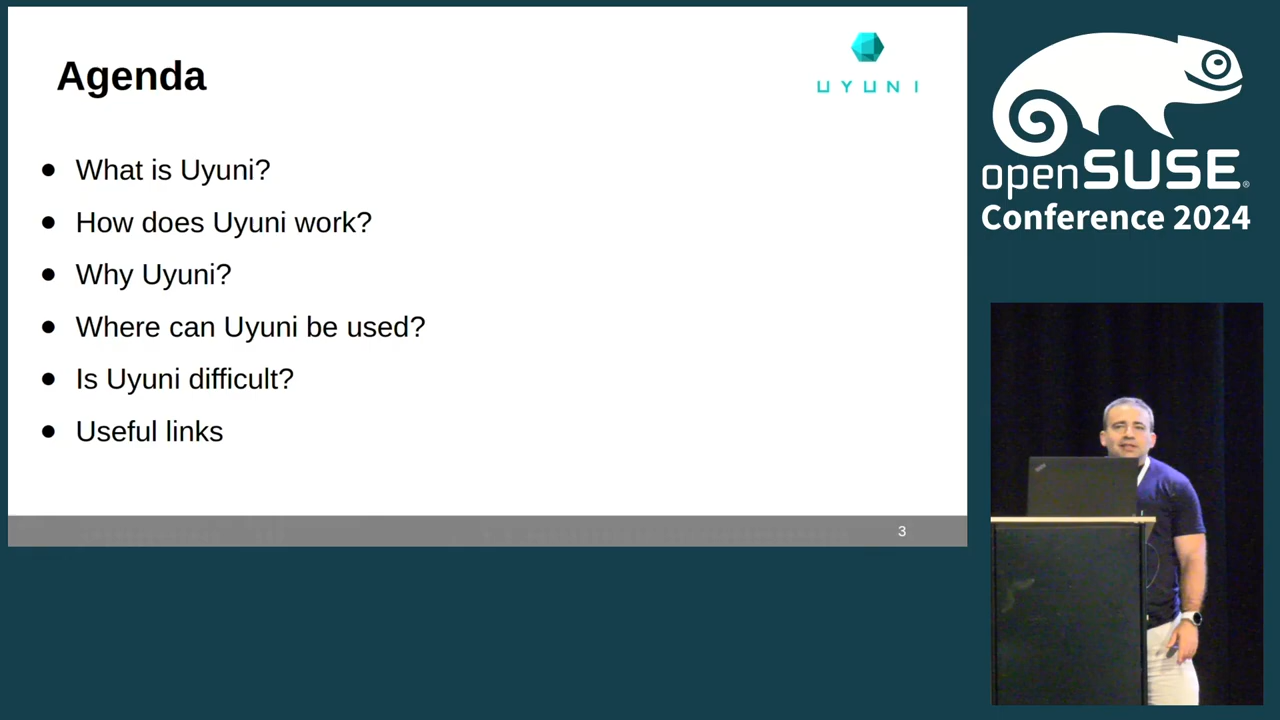 Agenda
UYUNI
What is Uyuni?
How does Uyuni work?
Why Uyuni?
Where can Uyuni be used?
Is Uyuni difficult?
Useful links
3
openSUSE®
Conference 2024